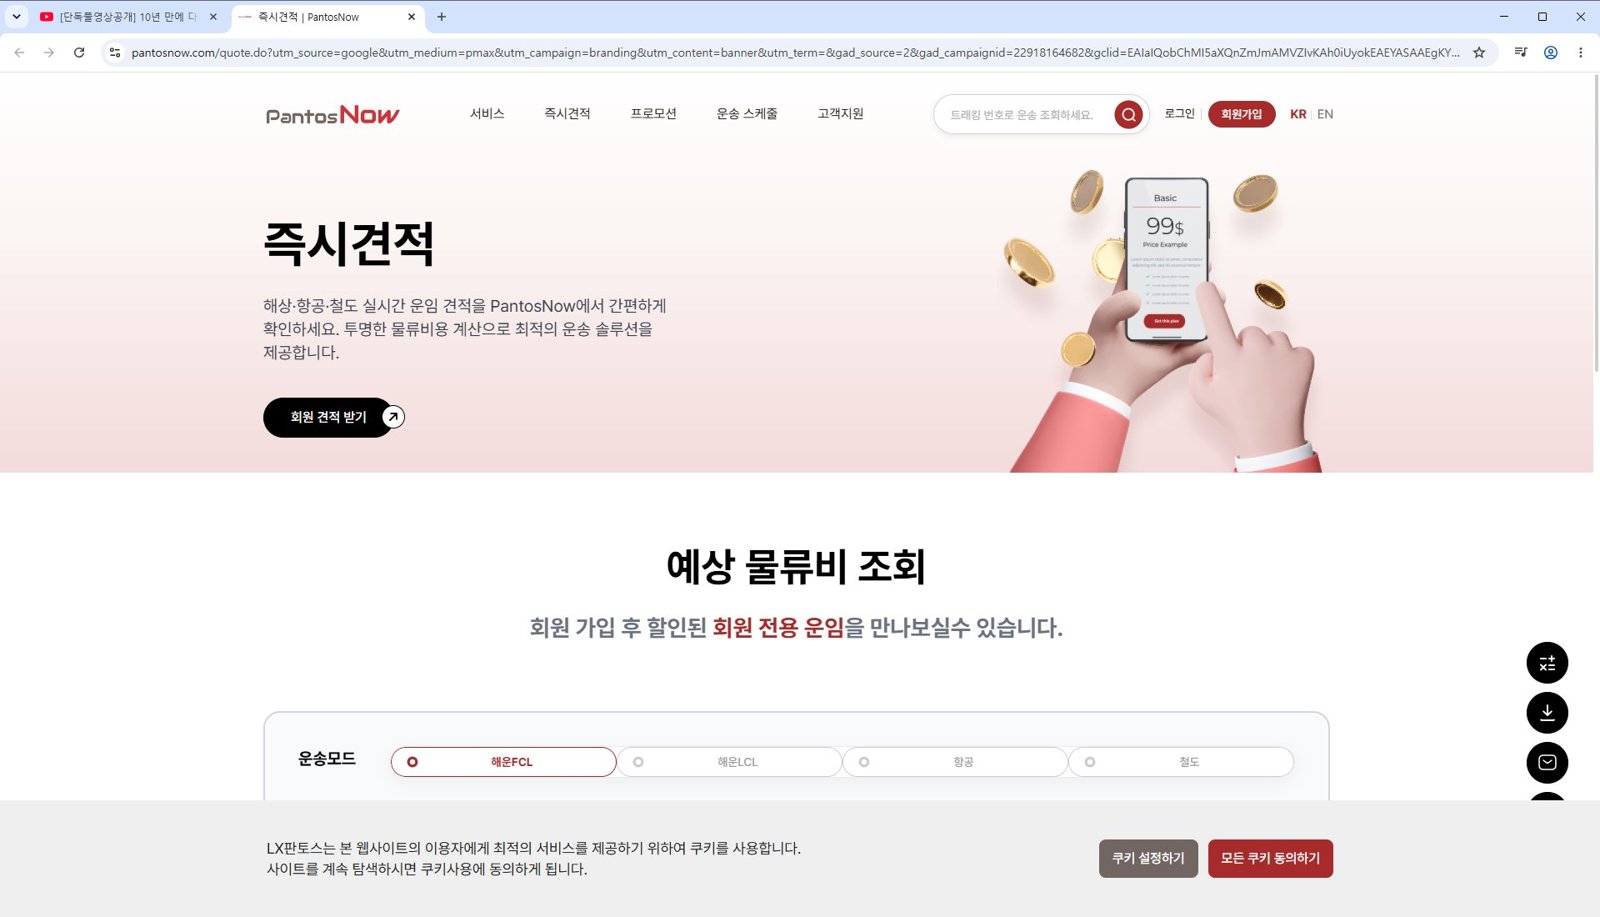 [단독풀영상공개] 10년 만에 다
즉시견적 | PantosNow
pantosnow.com/quote.do?utm_source=google&utm_medium=pmax&utm_campaign=branding&utm_content=banner&utm_term=&gad_source=2&gad_campaignid=22918164682&gclid=EAIaIQobChMI5aXQnZmJmAMVZIvKAh0iUyokEAEYASAAEgKY...
PantosNow
서비스
즉시견적
프로모션
운송 스케줄
고객지원
트래킹 번호로 운송 조회하세요.
로그인
회원가입
KR
EN
즉시견적
해상·항공·철도 실시간 운임 견적을 PantosNow에서 간편하게
확인하세요. 투명한 물류비용 계산으로 최적의 운송 솔루션을
제공합니다.
회원 견적 받기
Basic
99$
Price Example
Get this plan
예상 물류비 조회
회원 가입 후 할인된 회원 전용 운임을 만나보실수 있습니다.
운송모드
해운FCL
해운LCL
항공
철도
LX판토스는 본 웹사이트의 이용자에게 최적의 서비스를 제공하기 위하여 쿠키를 사용합니다.
사이트를 계속 탐색하시면 쿠키사용에 동의하게 됩니다.
쿠키 설정하기
모든 쿠키 동의하기